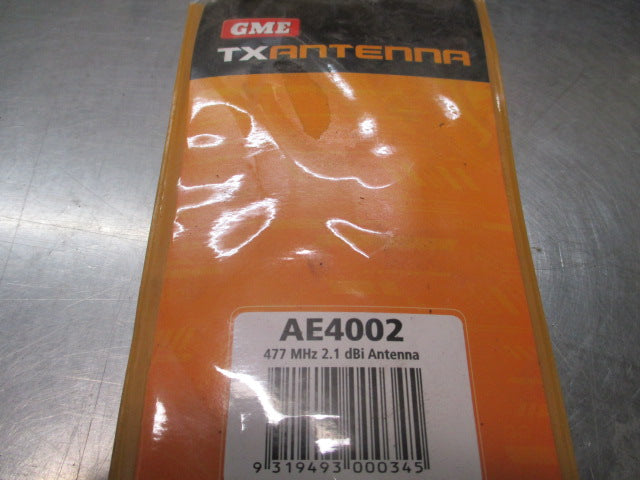 GME
TXANTENNA
AE4002
477 MHz 2.1 dBi Antenna
9 319493 000345